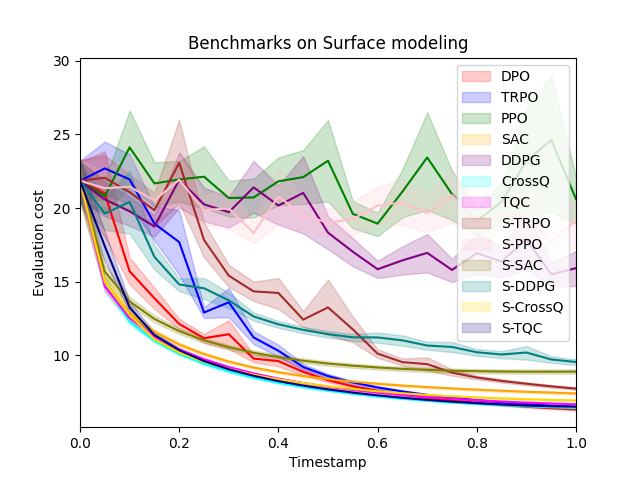 Benchmarks on Surface modeling
30
25
20
15
10
Evaluation cost
DPO
TRPO
PPO
SAC
DDPG
CrossQ
TQC
S-TRPO
S-PPO
S-SAC
S-DDPG
S-CrossQ
S-TQC
0.0 0.2 0.4 0.6 0.8 1.0
Timestamp